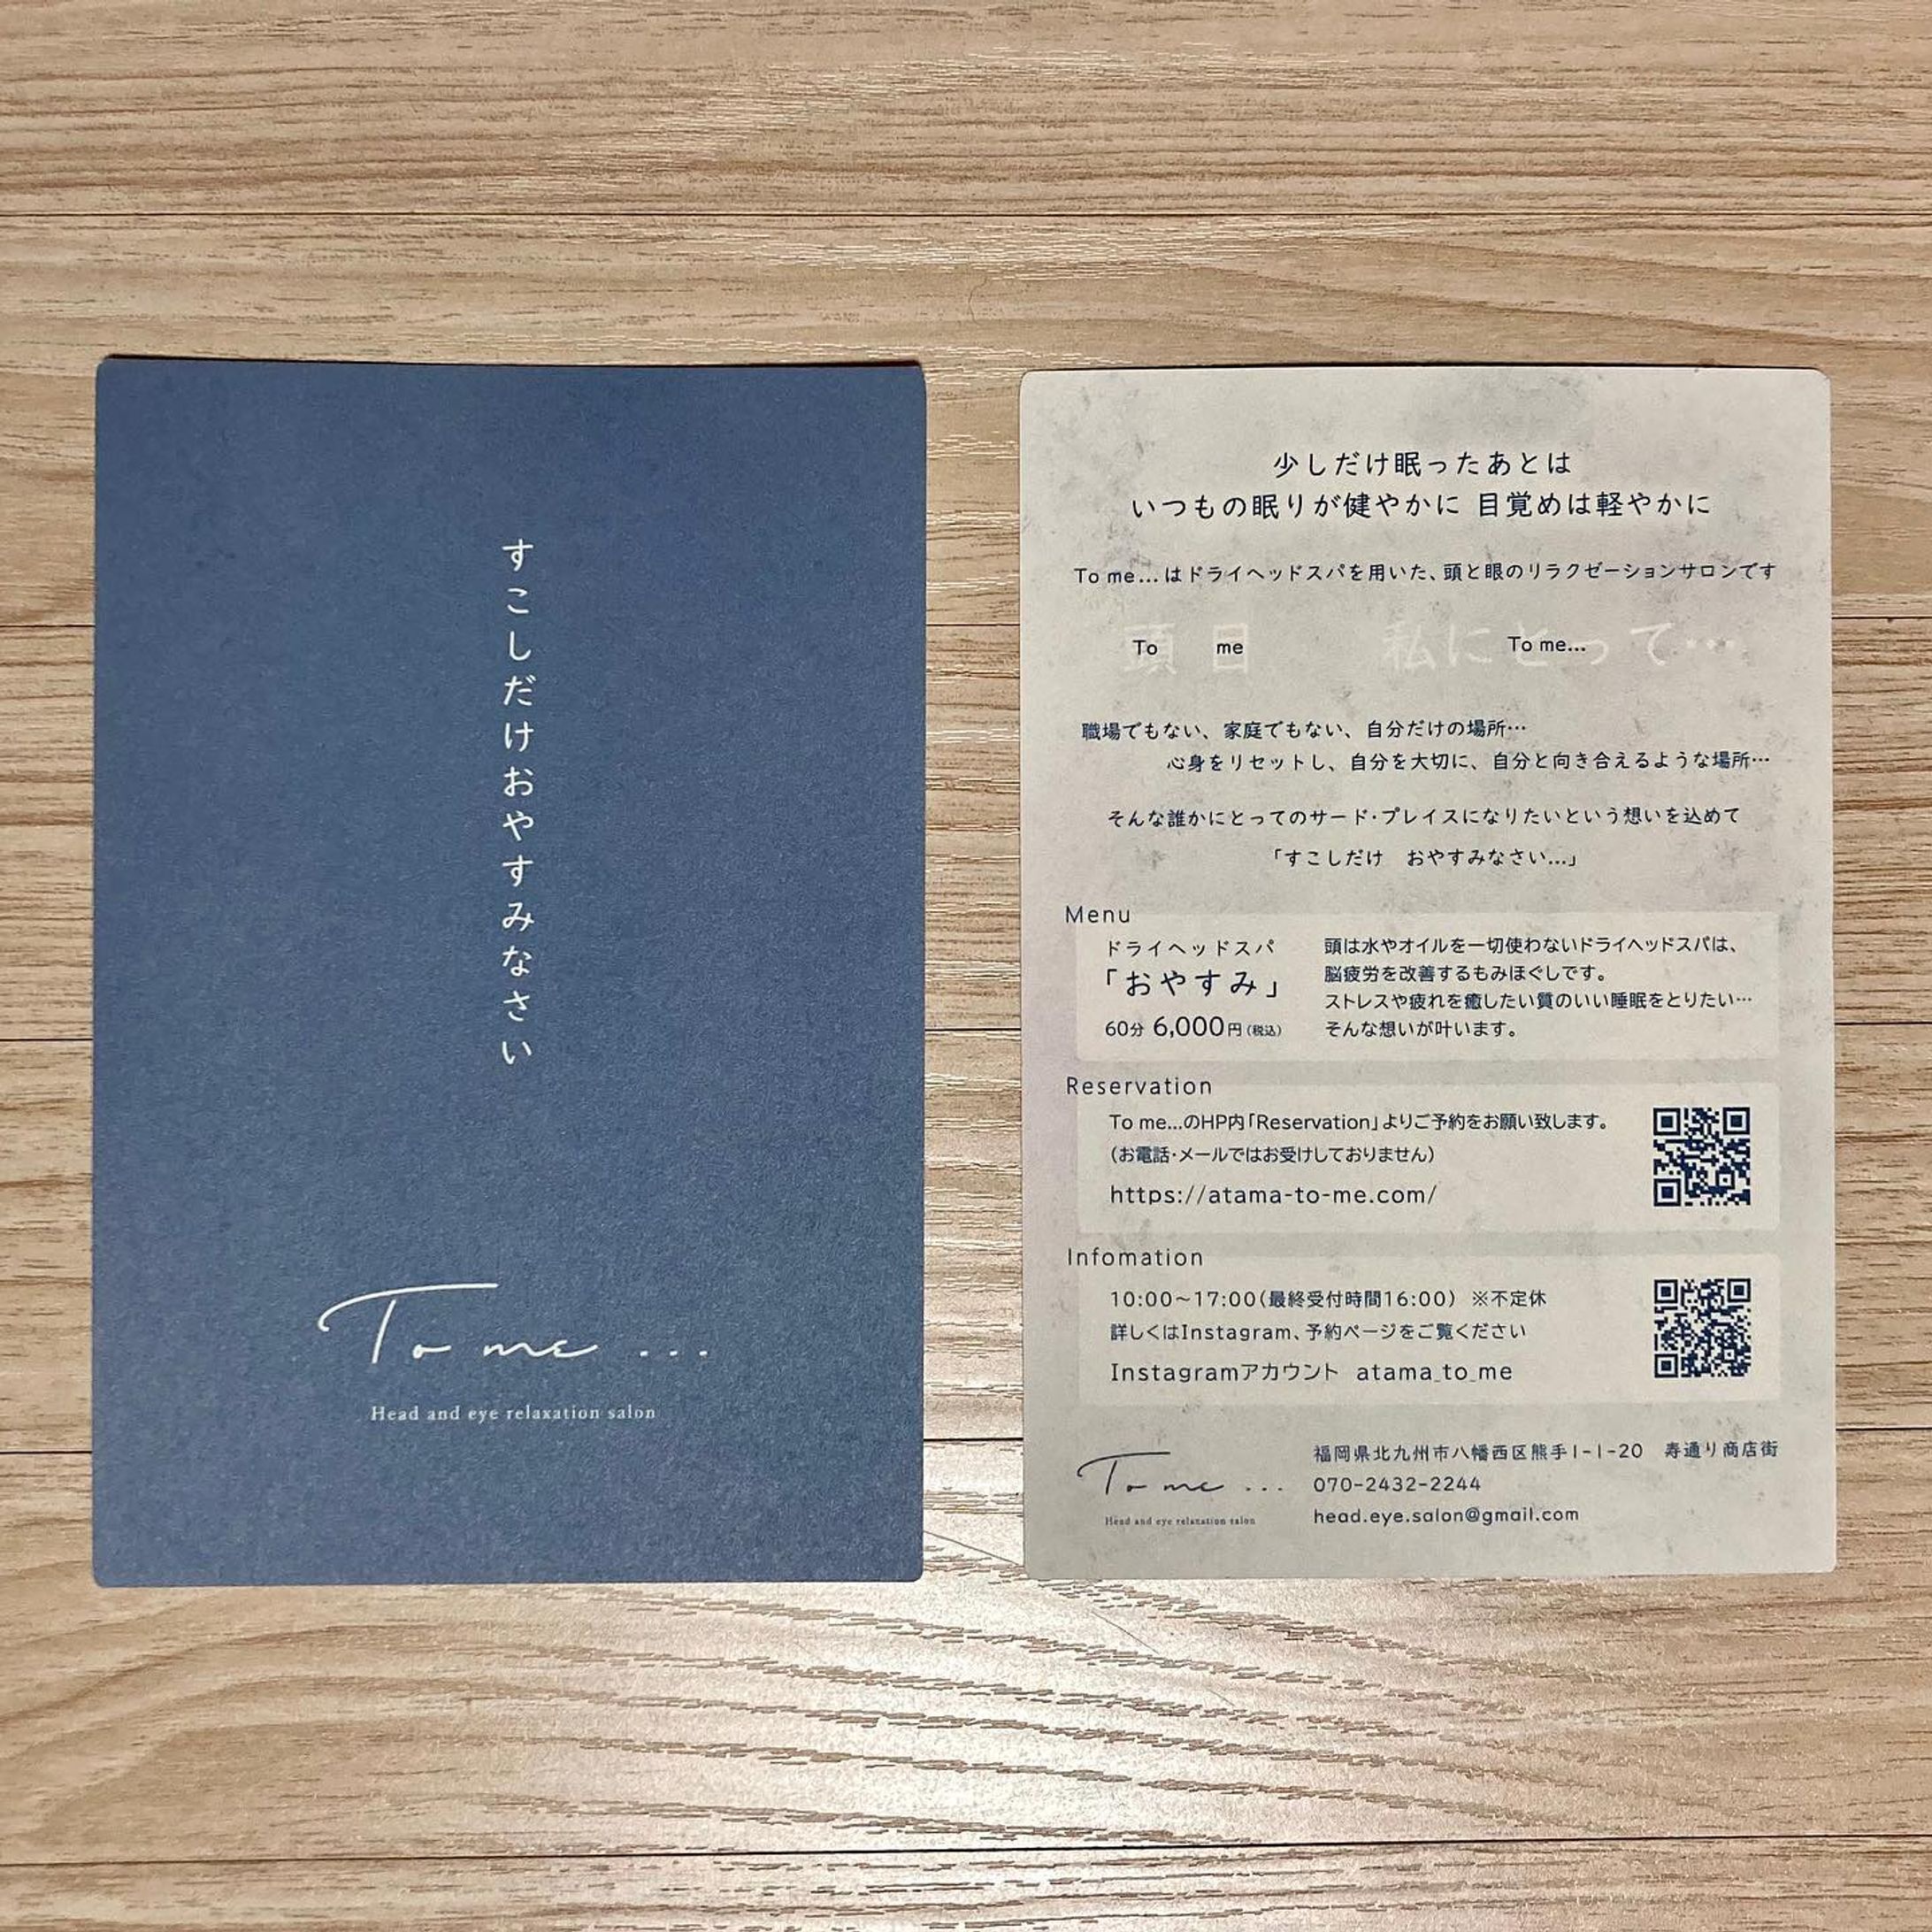 すこしだけおやすみなさい
To me ...
Head and eye relaxation salon
少しだけ眠ったあとは
いつもの眠りが健やかに 目覚めは軽やかに
To me...はドライヘッドスパを用いた、頭と眼のリラクゼーションサロンです
頭 目 私にとって…
To me To me...
職場でもない、家庭でもない、自分だけの場所…
心身をリセットし、自分を大切に、自分と向き合えるような場所…
そんな誰かにとってのサード・プレイスになりたいという想いを込めて
「すこしだけ おやすみなさい...」
Menu
ドライヘッドスパ
「おやすみ」
60分 6,000円(税込)
頭は水やオイルを一切使わないドライヘッドスパは、
脳疲労を改善するもみほぐしです。
ストレスや疲れを癒したい質のいい睡眠をとりたい…
そんな想いが叶います。
Reservation
To me...のHP内「Reservation」よりご予約をお願い致します。
(お電話・メールではお受けしておりません)
https://atama-to-me.com/
Infomation
10:00~17:00(最終受付時間16:00) ※不定休
詳しくはInstagram、予約ページをご覧ください
Instagramアカウント atama_to_me
To me ...
Head and eye relaxation salon
福岡県北九州市八幡西区熊手1-1-20 寿通り商店街
070-2432-2244
head.eye.salon@gmail.com